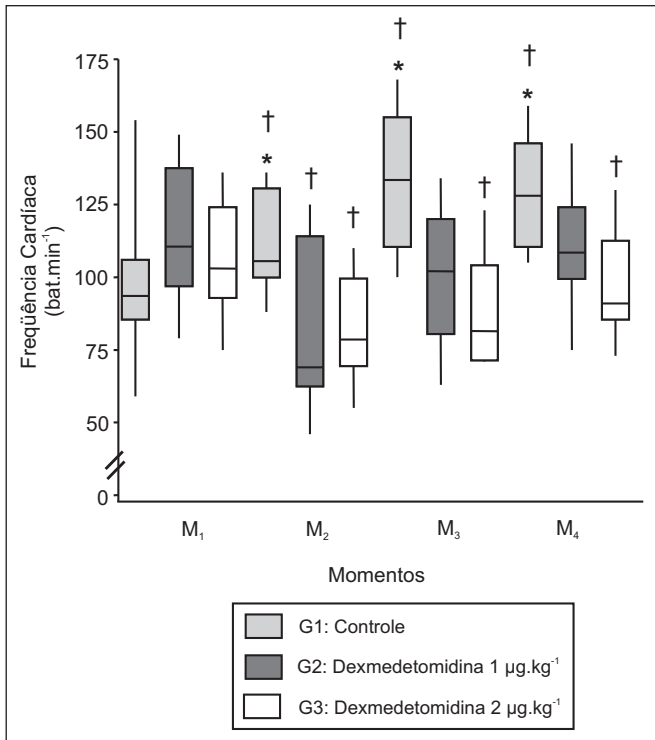 Freqüência Cardíaca
(bat.min⁻¹)
175
150
125
100
75
50
0
†
*
†
†
†
*
†
†
*
†
M₁ M₂ M₃ M₄
Momentos
G1: Controle
G2: Dexmedetomidina 1 µg.kg⁻¹
G3: Dexmedetomidina 2 µg.kg⁻¹